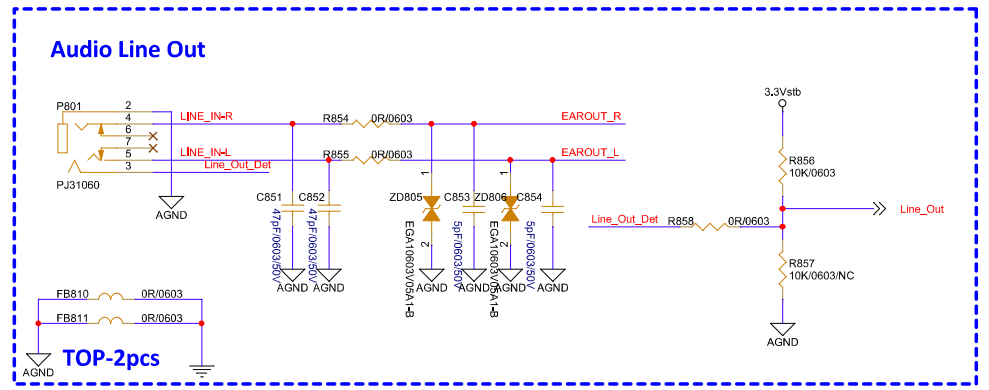 Audio Line Out
P801
2
4
6
7
5
3
PJ31060
LINE_IN-R
LINE_IN-L
Line_Out_Det
AGND
R854 0R/0603
R855 0R/0603
EAROUT_R
EAROUT_L
C851
47pF/0603/50V
C852
47pF/0603/50V
ZD805
1
2
EGA10603V05A1-B
C853
5pF/0603/50V
ZD806
1
2
EGA10603V05A1-B
C854
5pF/0603/50V
AGND
AGND
AGND
AGND
AGND
AGND
3.3Vstb
R856
10K/0603
Line_Out_Det
R858 0R/0603
Line_Out
R857
10K/0603/NC
AGND
FB810 0R/0603
FB811 0R/0603
AGND
TOP-2pcs